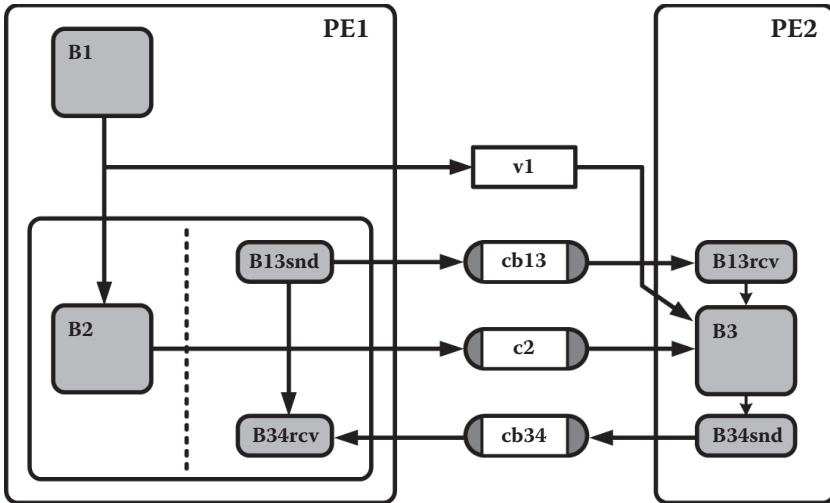 PE1
PE2
B1
v1
B13snd
cb13
B13rcv
B2
c2
B3
B34rcv
cb34
B34snd